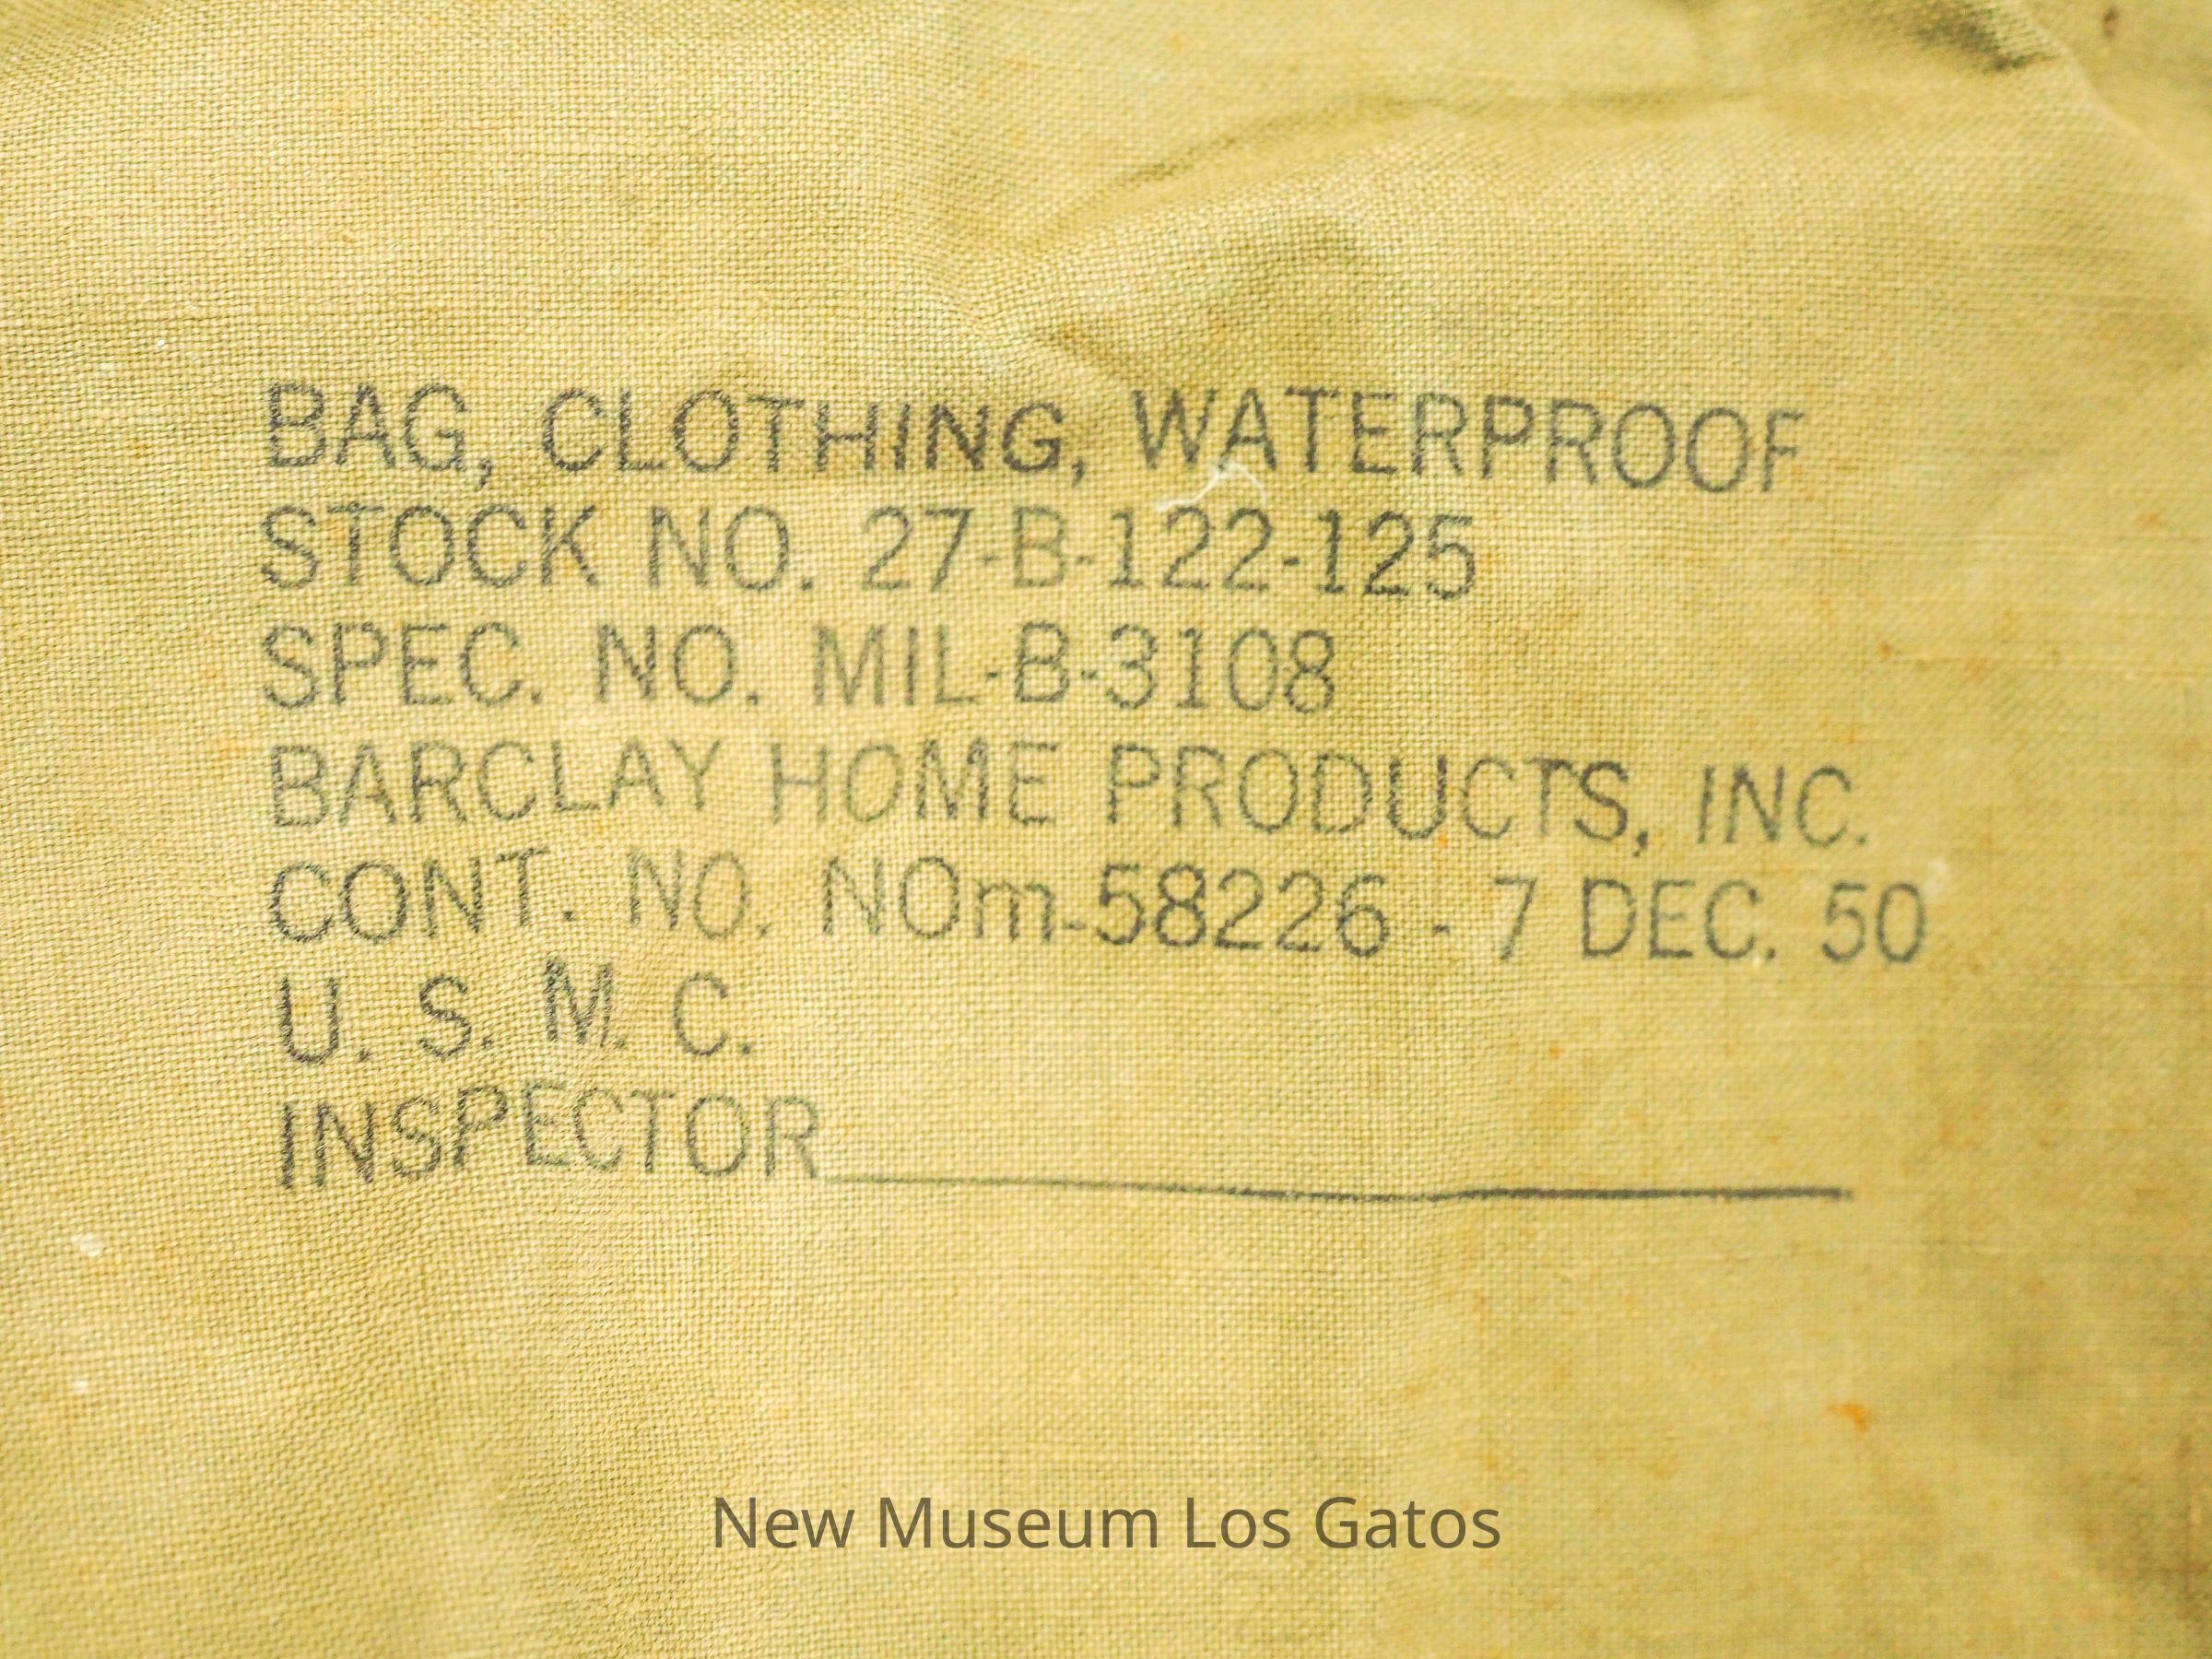 BAG, CLOTHING, WATERPROOF
STOCK NO. 27-B-122-125
SPEC. NO. MIL-B-3108
BARCLAY HOME PRODUCTS, INC.
CONT. NO. NOm-58226 - 7 DEC. 50
U. S. M. C.
INSPECTOR
New Museum Los Gatos